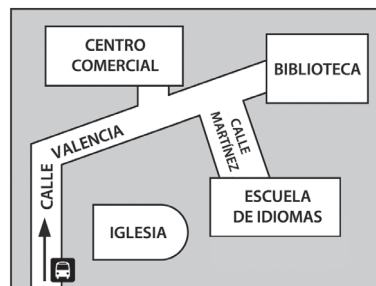 CENTRO
COMERCIAL
BIBLIOTECA
CALLE
VALENCIA
CALLE
MARTÍNEZ
ESCUELA
DE IDIOMAS
IGLESIA